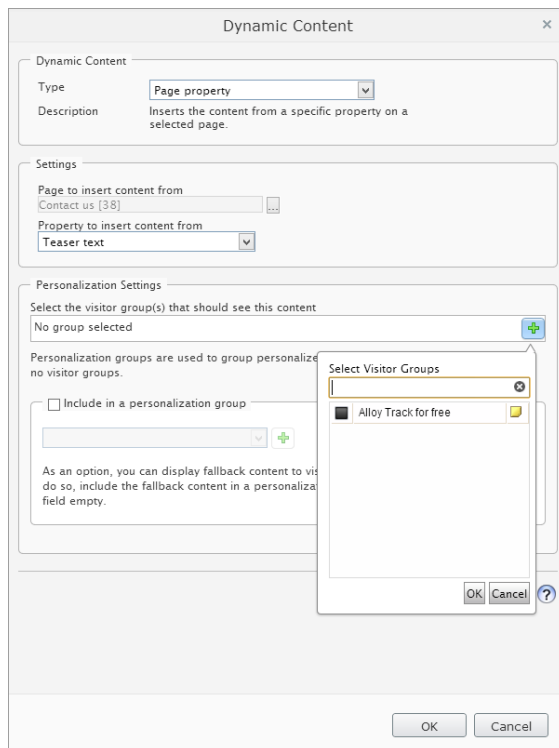 Dynamic Content
Dynamic Content
Type
Page property
Description
Inserts the content from a specific property on a
selected page.
Settings
Page to insert content from
Contact us [38]
...
Property to insert content from
Teaser text
Personalization Settings
Select the visitor group(s) that should see this content
No group selected
Personalization groups are used to group personalize
no visitor groups.
Include in a personalization group
As an option, you can display fallback content to vis
do so, include the fallback content in a personaliza
field empty.
Select Visitor Groups
Alloy Track for free
OK Cancel
?
OK Cancel